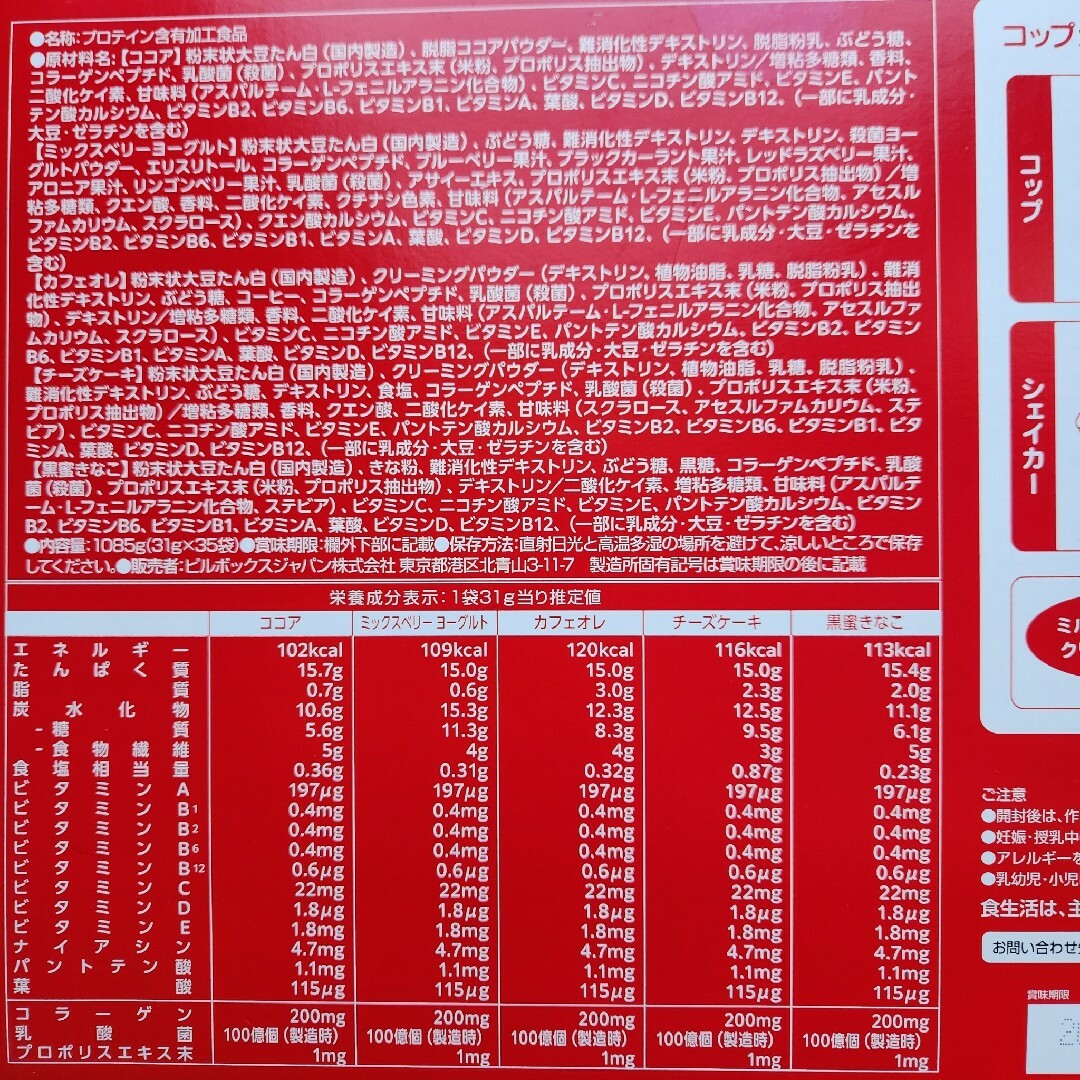 ●名称:プロテイン含有加工食品
●原材料名:【ココア】粉末状大豆たん白(国内製造)、脱脂ココアパウダー、難消化性デキストリン、脱脂粉乳、ぶどう糖、
コラーゲンペプチド、乳酸菌(殺菌)、プロポリスエキス末(米粉、プロポリス抽出物)、デキストリン/増粘多糖類、香料、
二酸化ケイ素、甘味料(アスパルテーム・L-フェニルアラニン化合物)、ビタミンC、ニコチン酸アミド、ビタミンE、パント
テン酸カルシウム、ビタミンB2、ビタミンB6、ビタミンB1、ビタミンA、葉酸、ビタミンD、ビタミンB12、(一部に乳成分・
大豆・ゼラチンを含む)
【ミックスベリーヨーグルト】粉末状大豆たん白(国内製造)、ぶどう糖、難消化性デキストリン、デキストリン、殺菌ヨー
グルトパウダー、エリスリトール、コラーゲンペプチド、ブルーベリー果汁、ブラックカーラント果汁、レッドラズベリー果汁、
アロニア果汁、リンゴンベリー果汁、乳酸菌(殺菌)、アサイーエキス、プロポリスエキス末(米粉、プロポリス抽出物)/増
粘多糖類、クエン酸、香料、二酸化ケイ素、クチナシ色素、甘味料(アスパルテーム・L-フェニルアラニン化合物、アセスル
ファムカリウム、スクラロース)、クエン酸カルシウム、ビタミンC、ニコチン酸アミド、ビタミンE、パントテン酸カルシウム、
ビタミンB2、ビタミンB6、ビタミンB1、ビタミンA、葉酸、ビタミンD、ビタミンB12、(一部に乳成分・大豆・ゼラチンを
含む)
【カフェオレ】粉末状大豆たん白(国内製造)、クリーミングパウダー(デキストリン、植物油脂、乳糖、脱脂粉乳)、難消
化性デキストリン、ぶどう糖、コーヒー、コラーゲンペプチド、乳酸菌(殺菌)、プロポリスエキス末(米粉、プロポリス抽出
物)、デキストリン/増粘多糖類、香料、二酸化ケイ素、甘味料(アスパルテーム・L-フェニルアラニン化合物、アセスルファ
ムカリウム、スクラロース)、ビタミンC、ニコチン酸アミド、ビタミンE、パントテン酸カルシウム、ビタミンB2、ビタミン
B6、ビタミンB1、ビタミンA、葉酸、ビタミンD、ビタミンB12、(一部に乳成分・大豆・ゼラチンを含む)
【チーズケーキ】粉末状大豆たん白(国内製造)、クリーミングパウダー(デキストリン、植物油脂、乳糖、脱脂粉乳)、
難消化性デキストリン、ぶどう糖、デキストリン、食塩、コラーゲンペプチド、乳酸菌(殺菌)、プロポリスエキス末(米粉、
プロポリス抽出物)/増粘多糖類、香料、クエン酸、二酸化ケイ素、甘味料(スクラロース、アセスルファムカリウム、ステ
ビア)、ビタミンC、ニコチン酸アミド、ビタミンE、パントテン酸カルシウム、ビタミンB2、ビタミンB6、ビタミンB1、ビタ
ミンA、葉酸、ビタミンD、ビタミンB12、(一部に乳成分・大豆・ゼラチンを含む)
【黒蜜きなこ】粉末状大豆たん白(国内製造)、きな粉、難消化性デキストリン、ぶどう糖、黒糖、コラーゲンペプチド、乳酸
菌(殺菌)、プロポリスエキス末(米粉、プロポリス抽出物)、デキストリン/二酸化ケイ素、増粘多糖類、甘味料(アスパルテ
ーム・L-フェニルアラニン化合物、ステビア)、ビタミンC、ニコチン酸アミド、ビタミンE、パントテン酸カルシウム、ビタミン
B2、ビタミンB6、ビタミンB1、ビタミンA、葉酸、ビタミンD、ビタミンB12、(一部に乳成分・大豆・ゼラチンを含む)
●内容量:1085g(31g×35袋)●賞味期限:欄外下部に記載●保存方法:直射日光と高温多湿の場所を避けて、涼しいところで保存
してください。●販売者:ピルボックスジャパン株式会社 東京都港区北青山3-11-7 製造所固有記号は賞味期限の後に記載
栄養成分表示:1袋31g当り推定値
ココア ミックスベリーヨーグルト カフェオレ チーズケーキ 黒蜜きなこ
エネルギー 102kcal 109kcal 120kcal 116kcal 113kcal
たんぱく質 15.7g 15.0g 15.0g 15.0g 15.4g
脂質 0.7g 0.6g 3.0g 2.3g 2.0g
炭水化物 10.6g 15.3g 12.3g 12.5g 11.1g
-糖質 5.6g 11.3g 8.3g 9.5g 6.1g
-食物繊維 5g 4g 4g 3g 5g
食塩相当量 0.36g 0.31g 0.32g 0.87g 0.23g
ビタミンA 197μg 197μg 197μg 197μg 197μg
ビタミンB1 0.4mg 0.4mg 0.4mg 0.4mg 0.4mg
ビタミンB2 0.4mg 0.4mg 0.4mg 0.4mg 0.4mg
ビタミンB6 0.4mg 0.4mg 0.4mg 0.4mg 0.4mg
ビタミンB12 0.6μg 0.6μg 0.6μg 0.6μg 0.6μg
ビタミンC 22mg 22mg 22mg 22mg 22mg
ビタミンD 1.8μg 1.8μg 1.8μg 1.8μg 1.8μg
ビタミンE 1.8mg 1.8mg 1.8mg 1.8mg 1.8mg
ナイアシン 4.7mg 4.7mg 4.7mg 4.7mg 4.7mg
パントテン酸 1.1mg 1.1mg 1.1mg 1.1mg 1.1mg
葉酸 115μg 115μg 115μg 115μg 115μg
コラーゲン 200mg 200mg 200mg 200mg 200mg
乳酸菌 100億個(製造時) 100億個(製造時) 100億個(製造時) 100億個(製造時) 100億個(製造時)
プロポリスエキス末 1mg 1mg 1mg 1mg 1mg
コップ
コップ
シェイカー
ミル
ク
ご注意
●開封後は、作
●妊娠・授乳中
●アレルギーを
●乳幼児・小児
食生活は、主
お問い合わせ
賞味期限